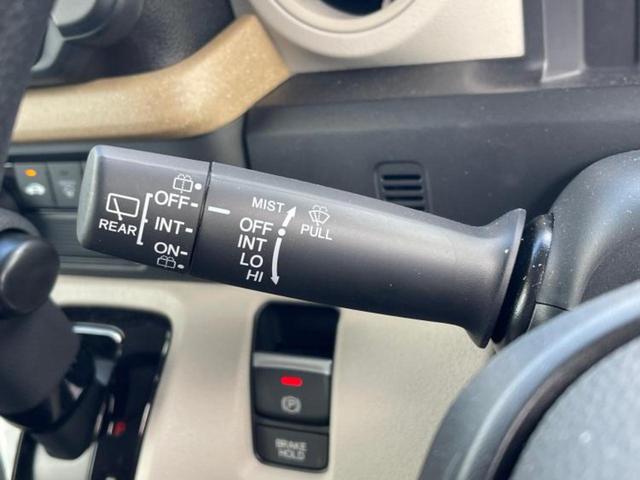 OFF
INT
ON
REAR
MIST
OFF
INT
LO
HI
PULL
P
BRAKE
HOLD
P